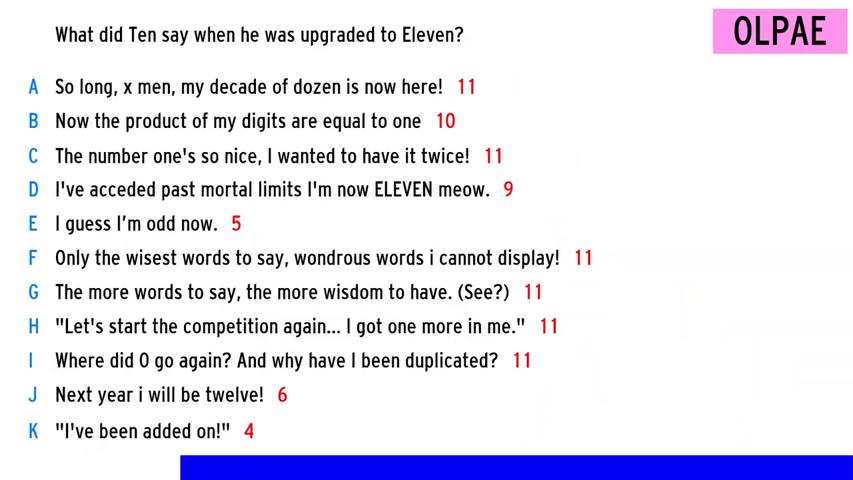 What did Ten say when he was upgraded to Eleven?
OLPAE
A So long, x men, my decade of dozen is now here! 11
B Now the product of my digits are equal to one 10
C The number one's so nice, I wanted to have it twice! 11
D I've acceded past mortal limits I'm now ELEVEN meow. 9
E I guess I’m odd now. 5
F Only the wisest words to say, wondrous words i cannot display! 11
G The more words to say, the more wisdom to have. (See?) 11
H "Let's start the competition again... I got one more in me." 11
I Where did 0 go again? And why have I been duplicated? 11
J Next year i will be twelve! 6
K "I've been added on!" 4